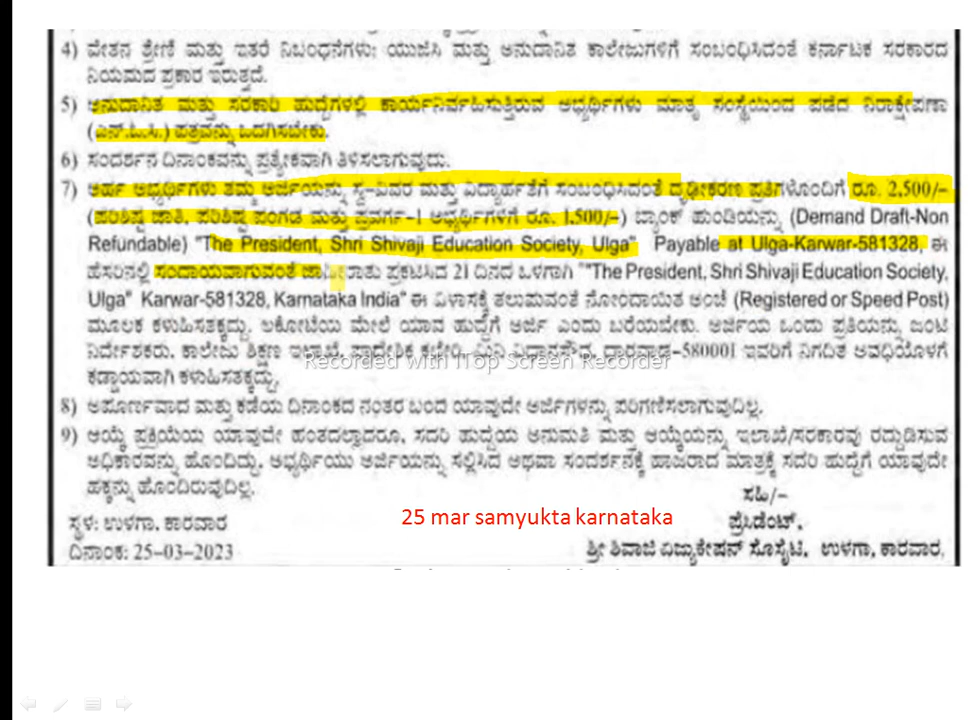 4) ವೇತನ ಶ್ರೇಣಿ ಮತ್ತು ಇತರೆ ನಿಬಂಧನೆಗಳು: ಯುಜಿಸಿ ಮತ್ತು ಅನುದಾನಿತ ಕಾಲೇಜುಗಳಿಗೆ ಸಂಬಂಧಿಸಿದಂತೆ ಕರ್ನಾಟಕ ಸರಕಾರದ
ನಿಯಮದ ಪ್ರಕಾರ ಇರುತ್ತದೆ.
5) ಅನುದಾನಿತ ಮತ್ತು ಸರಕಾರಿ ಹುದ್ದೆಗಳಲ್ಲಿ ಕಾರ್ಯನಿರ್ವಹಿಸುತ್ತಿರುವ ಅಭ್ಯರ್ಥಿಗಳು ಮಾತೃ ಸಂಸ್ಥೆಯಿಂದ ಪಡೆದ ನಿರಾಕ್ಷೇಪಣಾ
(ಎನ್.ಓ.ಸಿ.) ಪತ್ರವನ್ನು ಒದಗಿಸಬೇಕು.
6) ಸಂದರ್ಶನ ದಿನಾಂಕವನ್ನು ಪ್ರತ್ಯೇಕವಾಗಿ ತಿಳಿಸಲಾಗುವುದು.
7) ಅರ್ಹ ಅಭ್ಯರ್ಥಿಗಳು ತಮ್ಮ ಅರ್ಜಿಯನ್ನು ಸ್ವ-ವಿವರ ಮತ್ತು ವಿದ್ಯಾರ್ಹತೆಗೆ ಸಂಬಂಧಿಸಿದಂತೆ ದೃಢೀಕರಣ ಪ್ರತಿಗಳೊಂದಿಗೆ ರೂ. 2,500/-
(ಪರಿಶಿಷ್ಟ ಜಾತಿ, ಪರಿಶಿಷ್ಟ ಪಂಗಡ ಮತ್ತು ಪ್ರವರ್ಗ-1 ಅಭ್ಯರ್ಥಿಗಳಿಗೆ ರೂ. 1,500/-) ಬ್ಯಾಂಕ್ ಹುಂಡಿಯನ್ನು (Demand Draft-Non
Refundable) "The President, Shri Shivaji Education Society, Ulga" Payable at Ulga-Karwar-581328, ಈ
ಹೆಸರಿನಲ್ಲಿ ಸಂದಾಯವಾಗುವಂತೆ ಜಾಹೀರಾತು ಪ್ರಕಟಿಸಿದ 21 ದಿನದ ಒಳಗಾಗಿ "The President, Shri Shivaji Education Society,
Ulga" Karwar-581328, Karnataka India" ಈ ವಿಳಾಸಕ್ಕೆ ತಲುಪುವಂತೆ ನೋಂದಾಯಿತ ಅಂಚೆ (Registered or Speed Post)
ಮೂಲಕ ಕಳುಹಿಸತಕ್ಕದ್ದು. ಲಕೋಟೆಯ ಮೇಲೆ ಯಾವ ಹುದ್ದೆಗೆ ಅರ್ಜಿ ಎಂದು ಬರೆಯಬೇಕು. ಅರ್ಜಿಯ ಒಂದು ಪ್ರತಿಯನ್ನು ಜಂಟಿ
ನಿರ್ದೇಶಕರು, ಕಾಲೇಜು ಶಿಕ್ಷಣ ಇಲಾಖೆ, ಪ್ರಾದೇಶಿಕ ಕಛೇರಿ, ಮಿನಿ ವಿಧಾನಸೌಧ, ಧಾರವಾಡ-580001 ಇವರಿಗೆ ನಿಗದಿತ ಅವಧಿಯೊಳಗೆ
Recorded with iTop Screen Recorder
ಕಡ್ಡಾಯವಾಗಿ ಕಳುಹಿಸತಕ್ಕದ್ದು.
8) ಅಪೂರ್ಣವಾದ ಮತ್ತು ಕಡೆಯ ದಿನಾಂಕದ ನಂತರ ಬಂದ ಯಾವುದೇ ಅರ್ಜಿಗಳನ್ನು ಪರಿಗಣಿಸಲಾಗುವುದಿಲ್ಲ.
9) ಆಯ್ಕೆ ಪ್ರಕ್ರಿಯೆಯ ಯಾವುದೇ ಹಂತದಲ್ಲಾದರೂ, ಸದರಿ ಹುದ್ದೆಯ ಅನುಮತಿ ಮತ್ತು ಆಯ್ಕೆಯನ್ನು ಇಲಾಖೆ/ಸರಕಾರವು ರದ್ದುಡಿಸುವ
ಅಧಿಕಾರವನ್ನು ಹೊಂದಿದ್ದು, ಅಭ್ಯರ್ಥಿಯು ಅರ್ಜಿಯನ್ನು ಸಲ್ಲಿಸಿದ ಅಥವಾ ಸಂದರ್ಶನಕ್ಕೆ ಹಾಜರಾದ ಮಾತ್ರಕ್ಕೆ ಸದರಿ ಹುದ್ದೆಗೆ ಯಾವುದೇ
ಹಕ್ಕನ್ನು ಹೊಂದಿರುವುದಿಲ್ಲ.
ಸಹಿ/-
ಸ್ಥಳ: ಉಳಗಾ, ಕಾರವಾರ
25 mar samyukta karnataka
ಪ್ರೆಸಿಡೆಂಟ್,
ದಿನಾಂಕ: 25-03-2023
ಶ್ರೀ ಶಿವಾಜಿ ಎಜ್ಯುಕೇಷನ್ ಸೊಸೈಟಿ, ಉಳಗಾ, ಕಾರವಾರ.